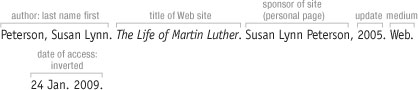 author: last name first
title of Web site
sponsor of site
(personal page)
update
medium
Peterson, Susan Lynn. The Life of Martin Luther. Susan Lynn Peterson, 2005. Web.
date of access:
inverted
24 Jan. 2009.